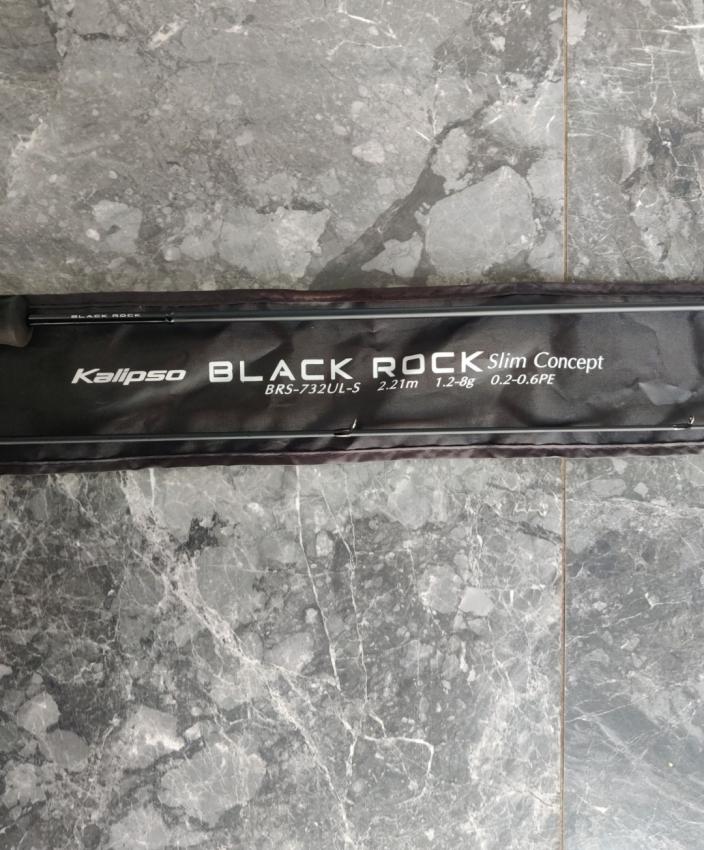 BLACK ROCK
Kalipso BLACK ROCK Slim Concept
BRS-732UL-S 2.21m 1.2-8g 0.2-0.6PE